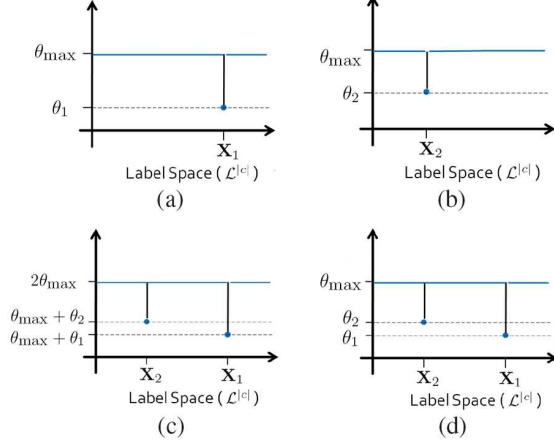 θmax
θ1
X1
Label Space ( ℒ|c| )
(a)
θmax
θ2
X2
Label Space ( ℒ|c| )
(b)
2θmax
θmax + θ2
θmax + θ1
X2 X1
Label Space ( ℒ|c| )
(c)
θmax
θ2
θ1
X2 X1
Label Space ( ℒ|c| )
(d)